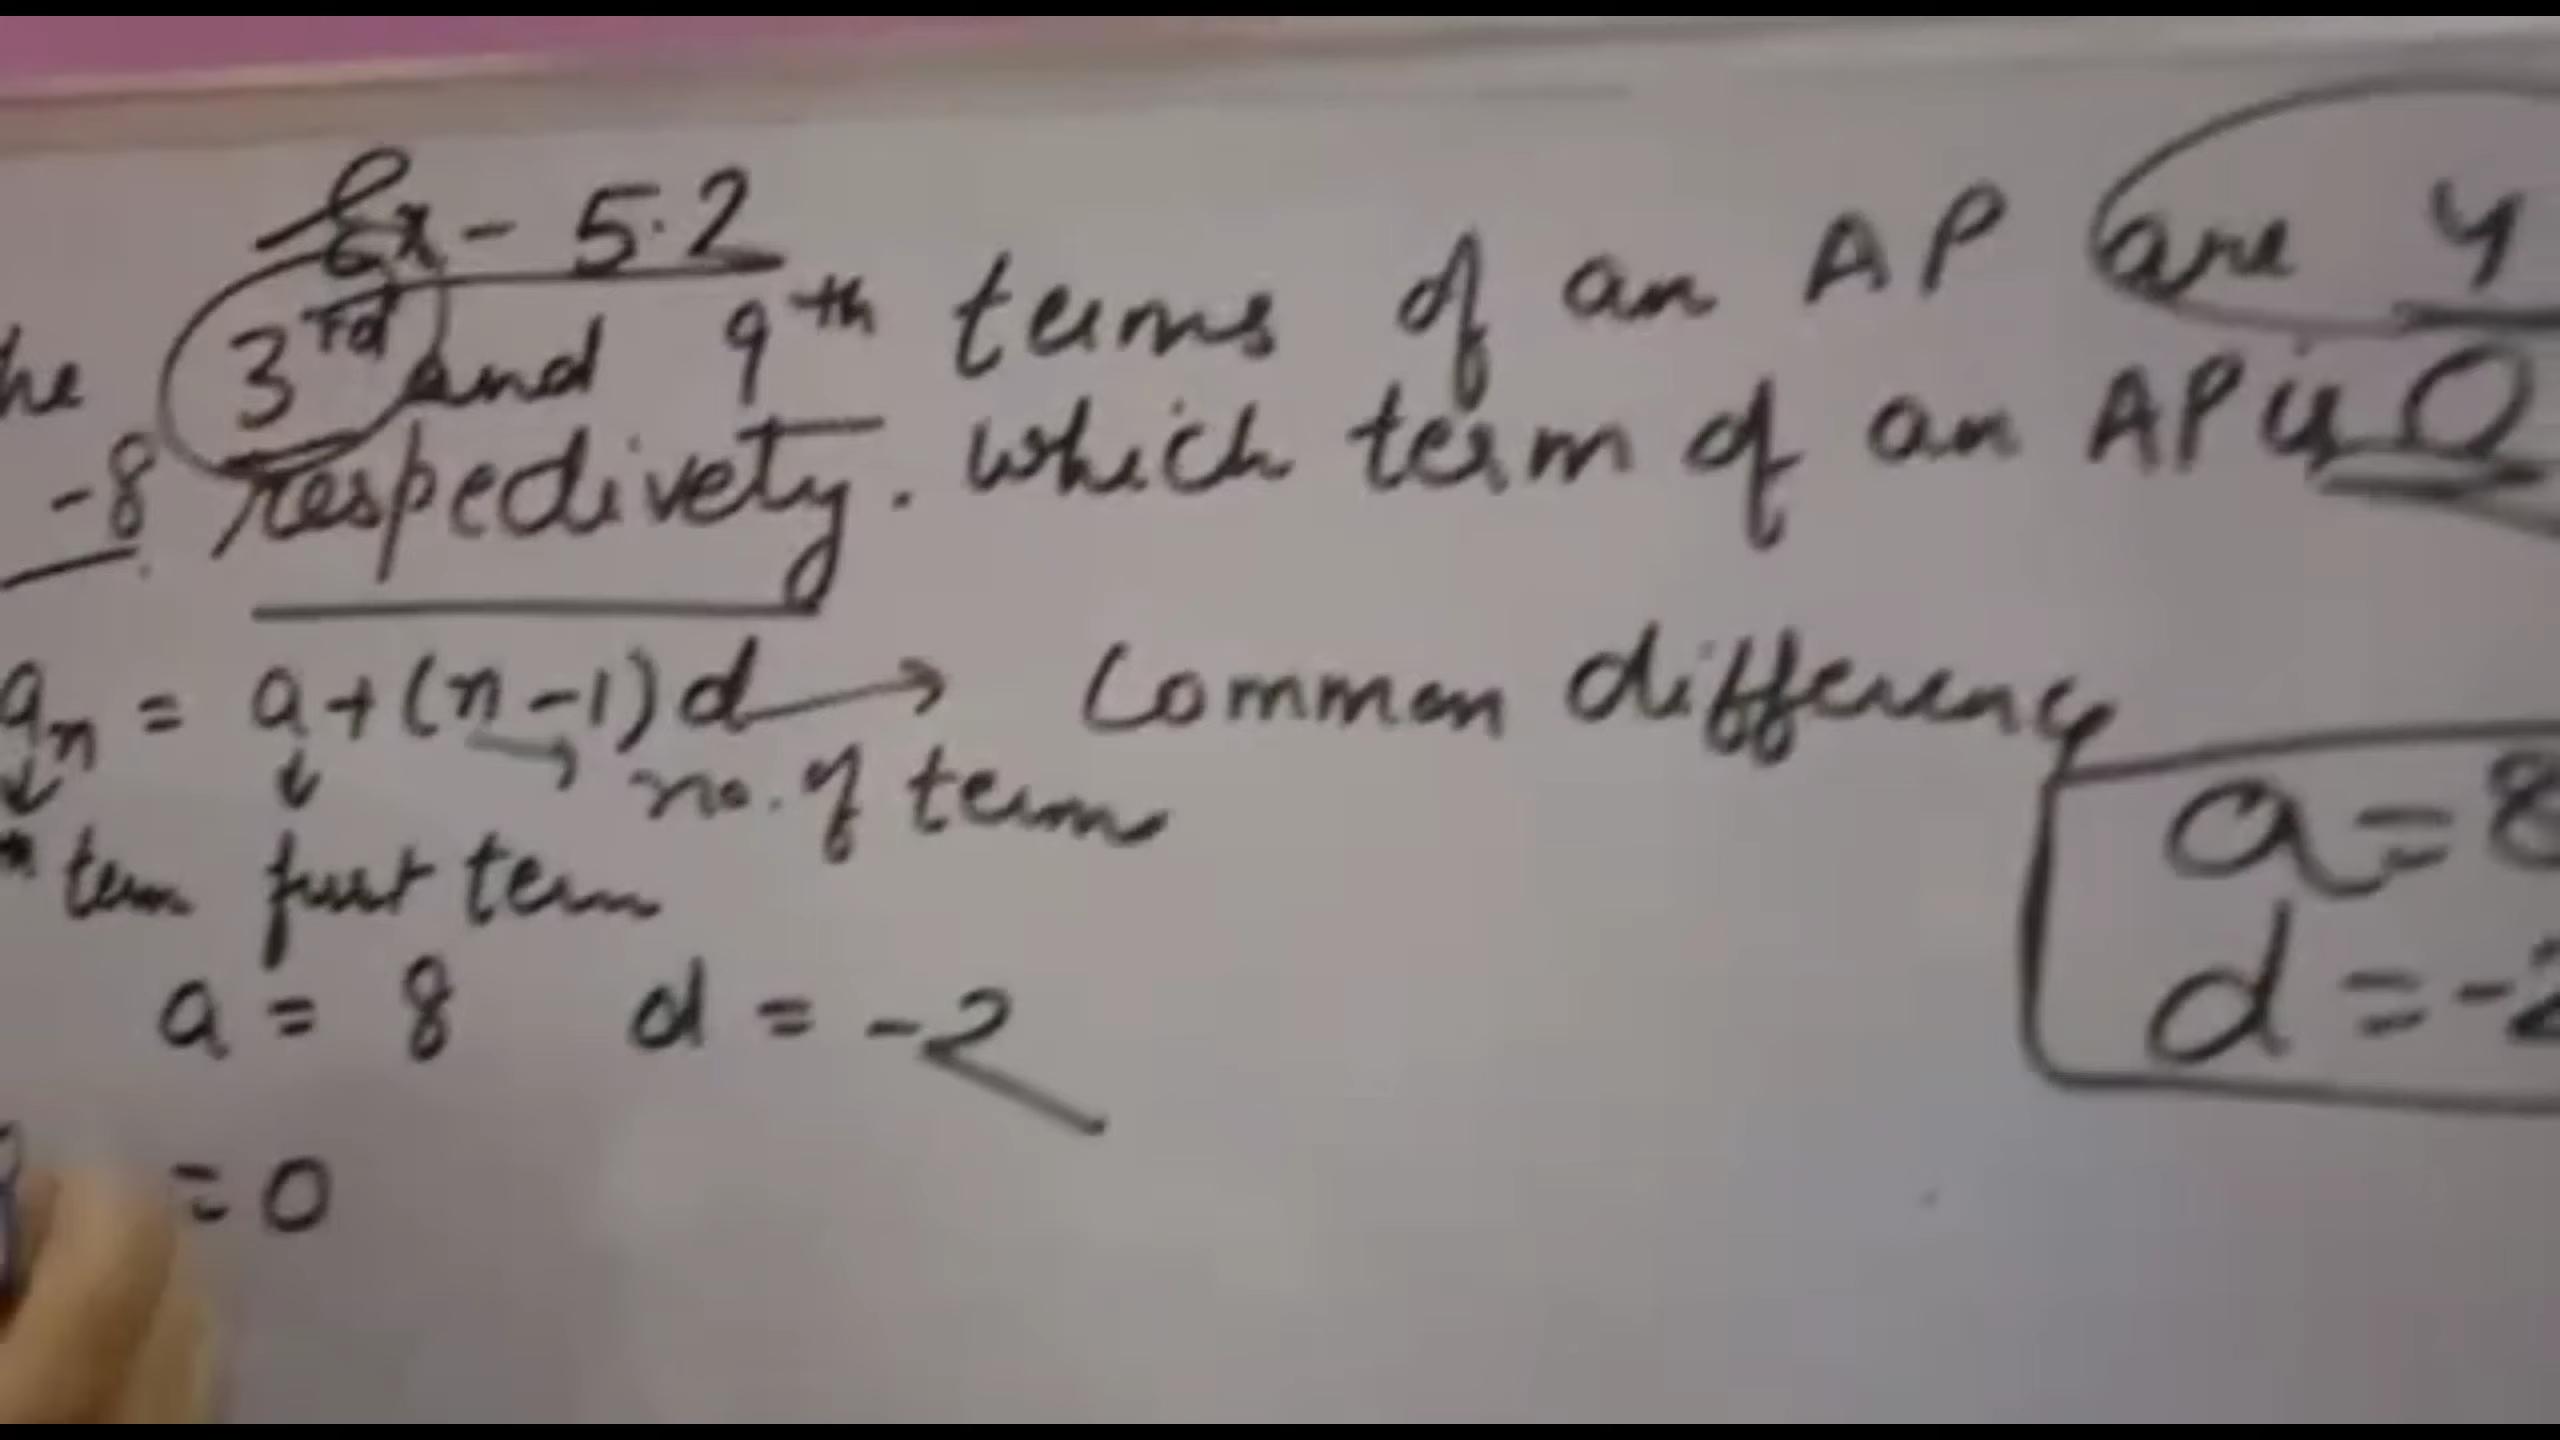 Ex - 5.2
he 3rd and 9th terms of an AP are 4
-8 respectively. which term of an AP is 0
an = a + (n-1) d → Common difference
↓ ↓ → no. of terms
term first term
a = 8 d = -2
= 0
a = 8
d = -2